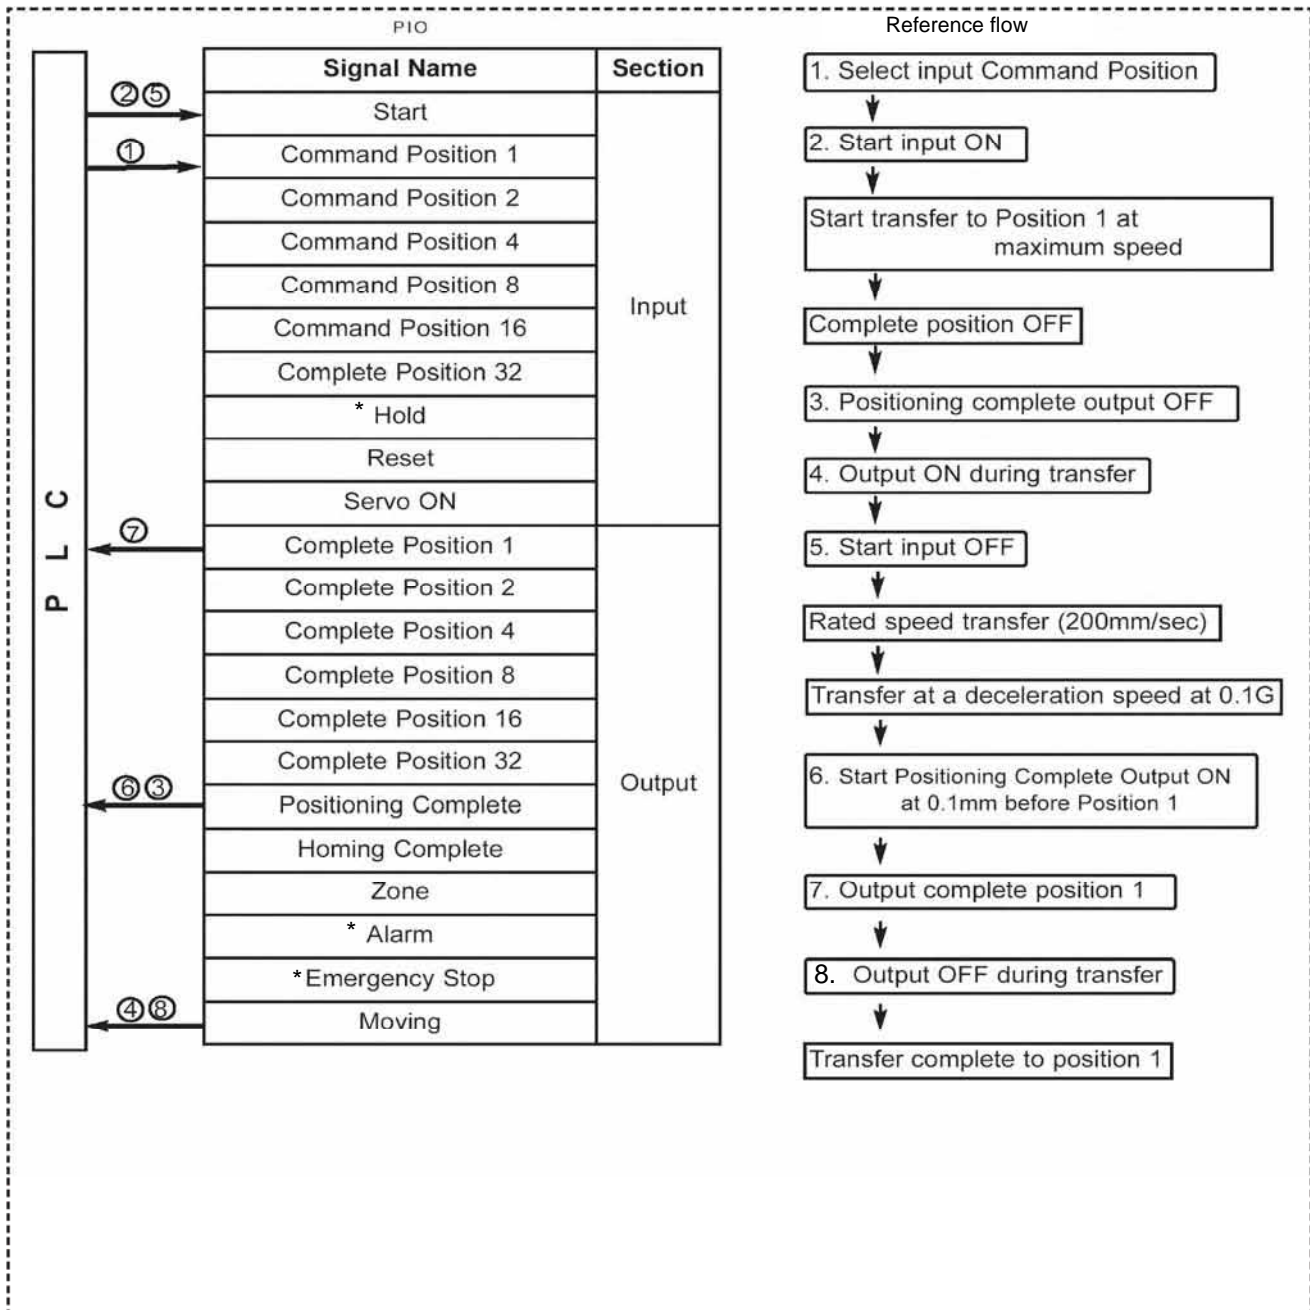 PIO
Reference flow
Signal Name Section
Start
Command Position 1
Command Position 2
Command Position 4
Command Position 8
Command Position 16
Complete Position 32
* Hold
Reset
Servo ON
Input
Complete Position 1
Complete Position 2
Complete Position 4
Complete Position 8
Complete Position 16
Complete Position 32
Positioning Complete
Homing Complete
Zone
* Alarm
*Emergency Stop
Moving
Output
PLC
②⑤
①
⑦
⑥③
④⑧
1. Select input Command Position
2. Start input ON
Start transfer to Position 1 at
maximum speed
Complete position OFF
3. Positioning complete output OFF
4. Output ON during transfer
5. Start input OFF
Rated speed transfer (200mm/sec)
Transfer at a deceleration speed at 0.1G
6. Start Positioning Complete Output ON
at 0.1mm before Position 1
7. Output complete position 1
8. Output OFF during transfer
Transfer complete to position 1